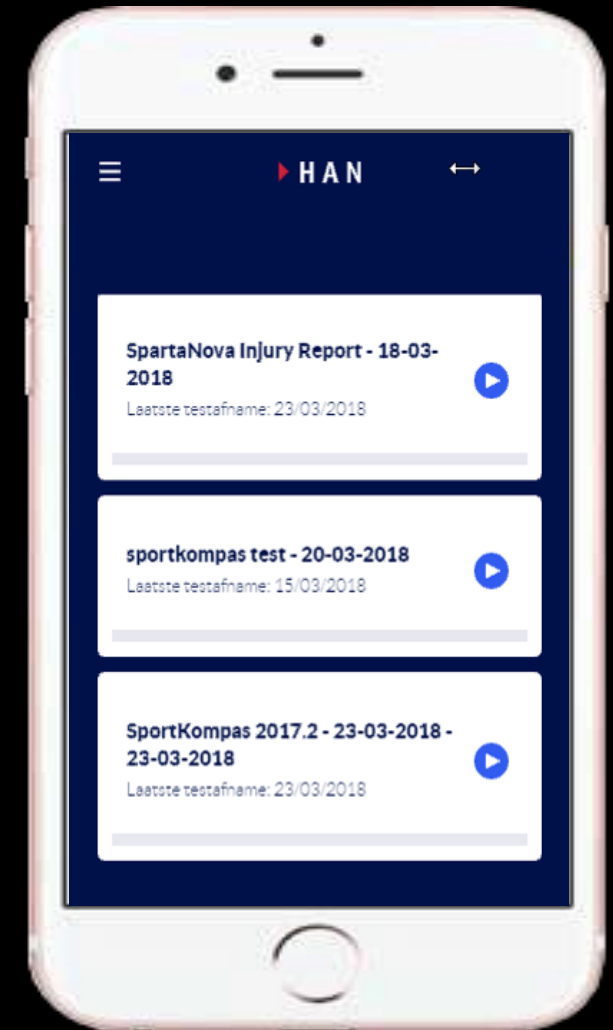 HAN
SpartaNova Injury Report - 18-03-
2018
Laatste testafname: 23/03/2018
sportkompas test - 20-03-2018
Laatste testafname: 15/03/2018
SportKompas 2017.2 - 23-03-2018 -
23-03-2018
Laatste testafname: 23/03/2018